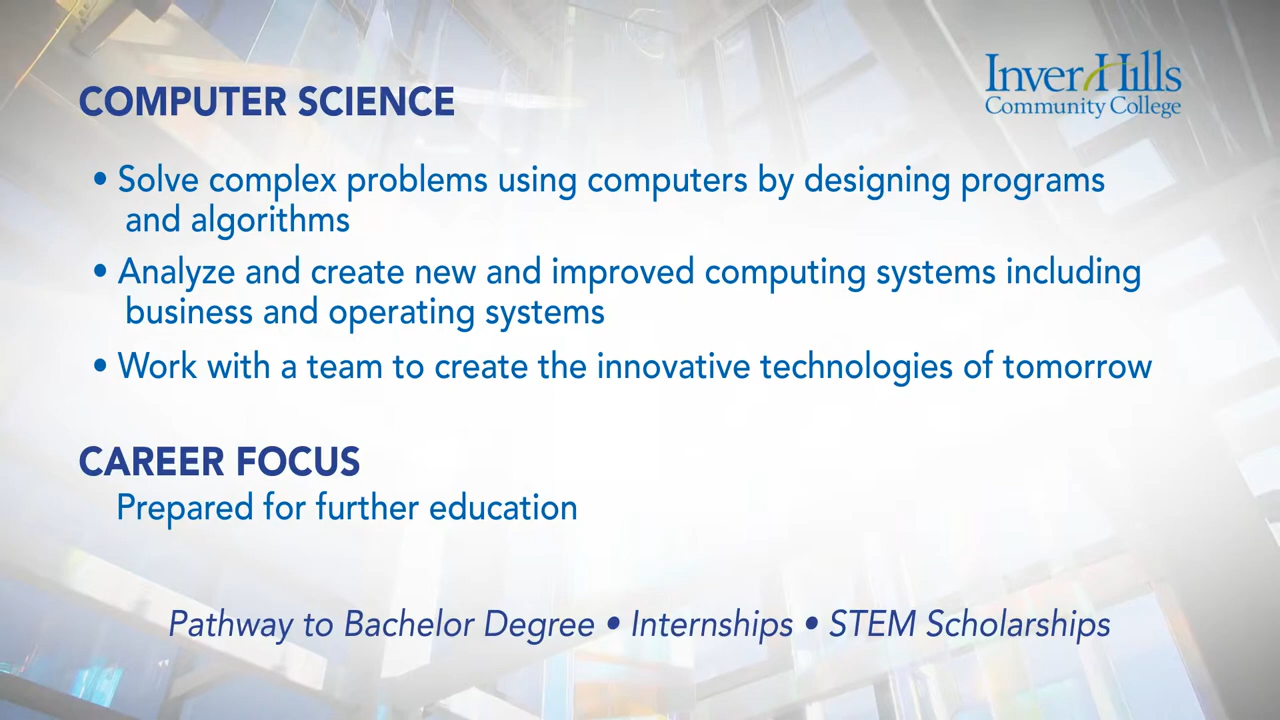 Inver Hills
Community College
COMPUTER SCIENCE
• Solve complex problems using computers by designing programs
and algorithms
• Analyze and create new and improved computing systems including
business and operating systems
• Work with a team to create the innovative technologies of tomorrow
CAREER FOCUS
Prepared for further education
Pathway to Bachelor Degree • Internships • STEM Scholarships